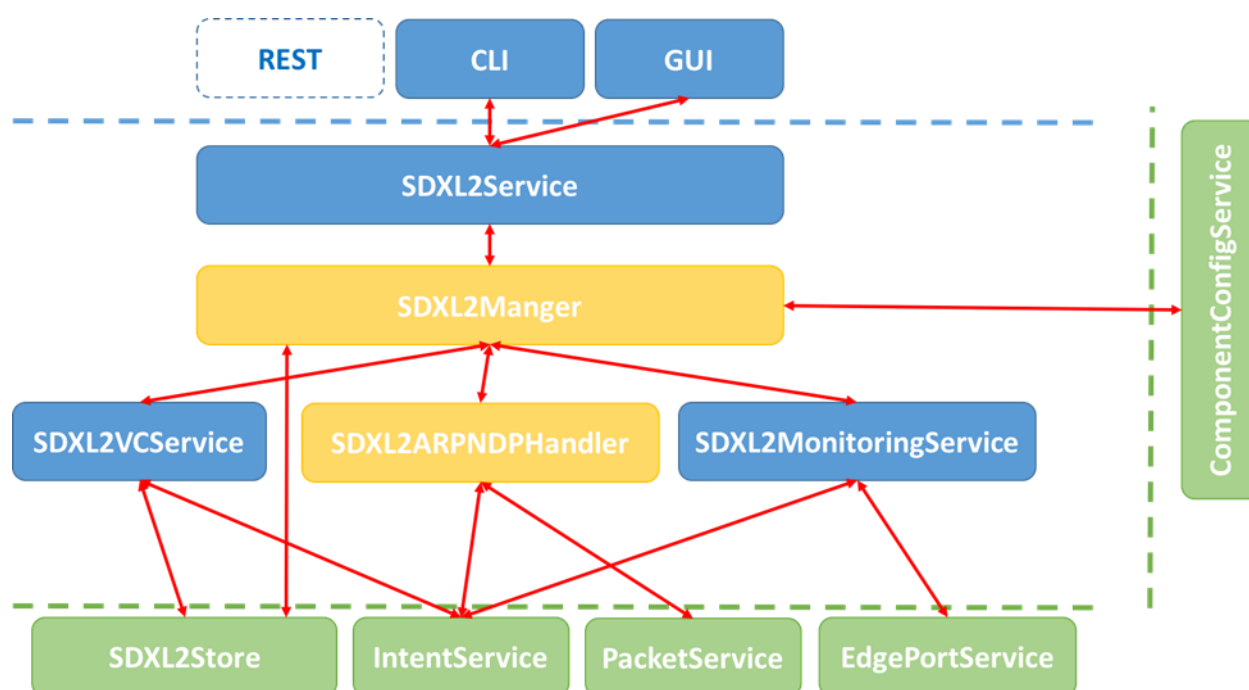 REST
CLI
GUI
SDXL2Service
SDXL2Manger
ComponentConfigService
SDXL2VCService
SDXL2ARPNDPHandler
SDXL2MonitoringService
SDXL2Store
IntentService
PacketService
EdgePortService